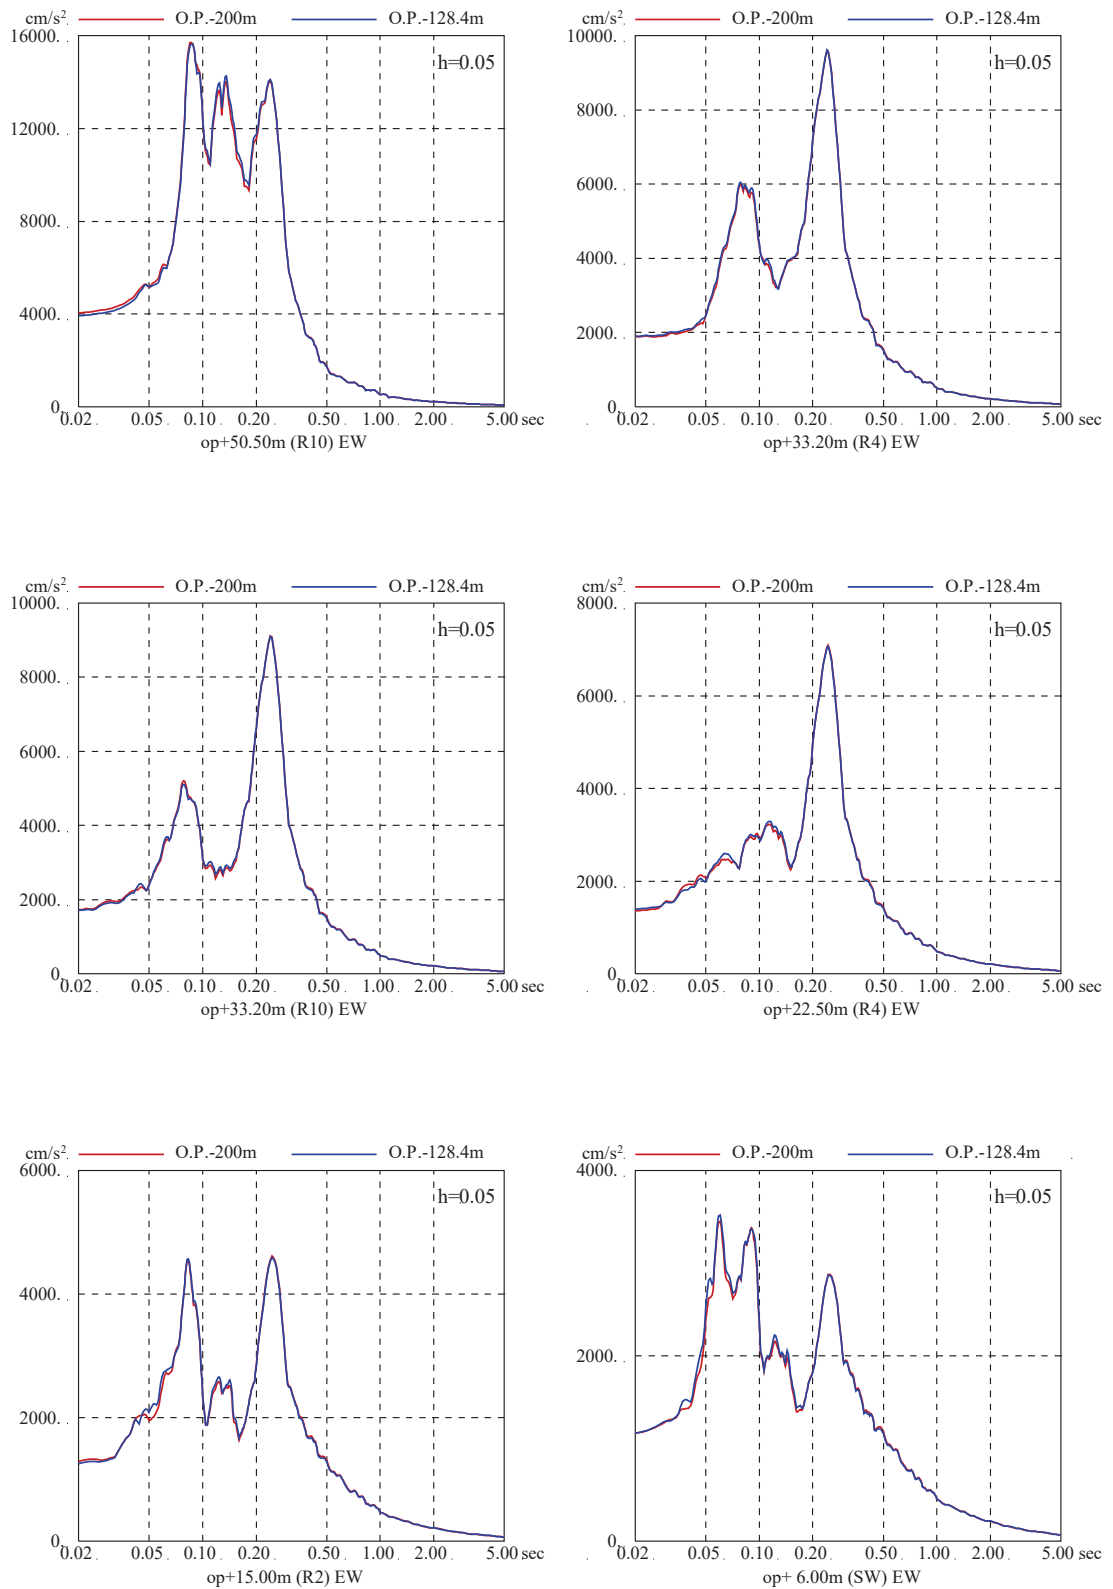 cm/s² O.P.-200m O.P.-128.4m
16000.
h=0.05
12000.
8000.
4000.
0.
0.02 0.05 0.10 0.20 0.50 1.00 2.00 5.00 sec
op+50.50m (R10) EW
cm/s² O.P.-200m O.P.-128.4m
10000.
h=0.05
8000.
6000.
4000.
2000.
0.
0.02 0.05 0.10 0.20 0.50 1.00 2.00 5.00 sec
op+33.20m (R4) EW
cm/s² O.P.-200m O.P.-128.4m
10000.
h=0.05
8000.
6000.
4000.
2000.
0.
0.02 0.05 0.10 0.20 0.50 1.00 2.00 5.00 sec
op+33.20m (R10) EW
cm/s² O.P.-200m O.P.-128.4m
8000.
h=0.05
6000.
4000.
2000.
0.
0.02 0.05 0.10 0.20 0.50 1.00 2.00 5.00 sec
op+22.50m (R4) EW
cm/s² O.P.-200m O.P.-128.4m
6000.
h=0.05
4000.
2000.
0.
0.02 0.05 0.10 0.20 0.50 1.00 2.00 5.00 sec
op+15.00m (R2) EW
cm/s² O.P.-200m O.P.-128.4m
4000.
h=0.05
2000.
0.
0.02 0.05 0.10 0.20 0.50 1.00 2.00 5.00 sec
op+ 6.00m (SW) EW